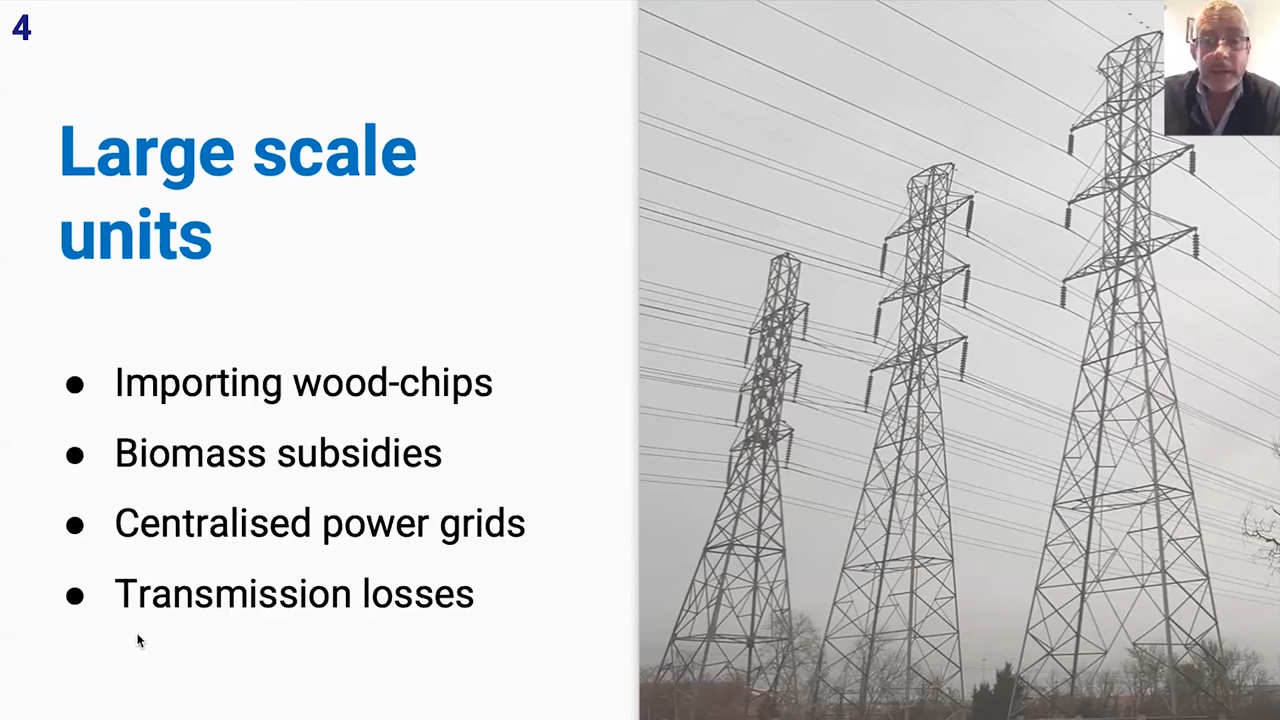 4
Large scale
units
● Importing wood-chips
● Biomass subsidies
● Centralised power grids
● Transmission losses